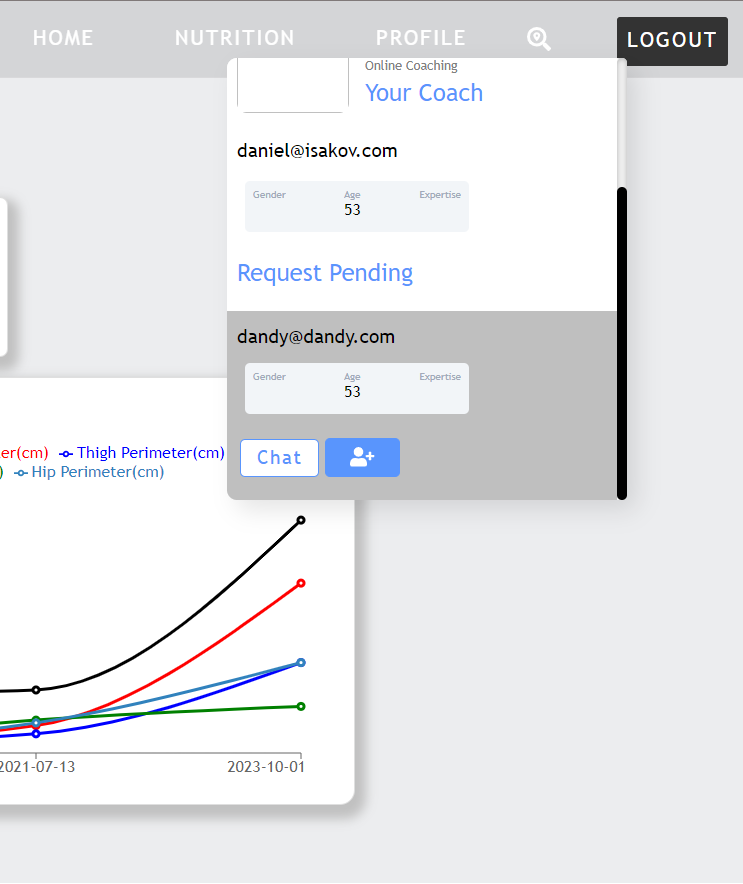 HOME NUTRITION PROFILE LOGOUT
Online Coaching
Your Coach
daniel@isakov.com
Gender Age Expertise
53
Request Pending
dandy@dandy.com
Gender Age Expertise
53
Chat
er(cm) Thigh Perimeter(cm)
) Hip Perimeter(cm)
2021-07-13 2023-10-01